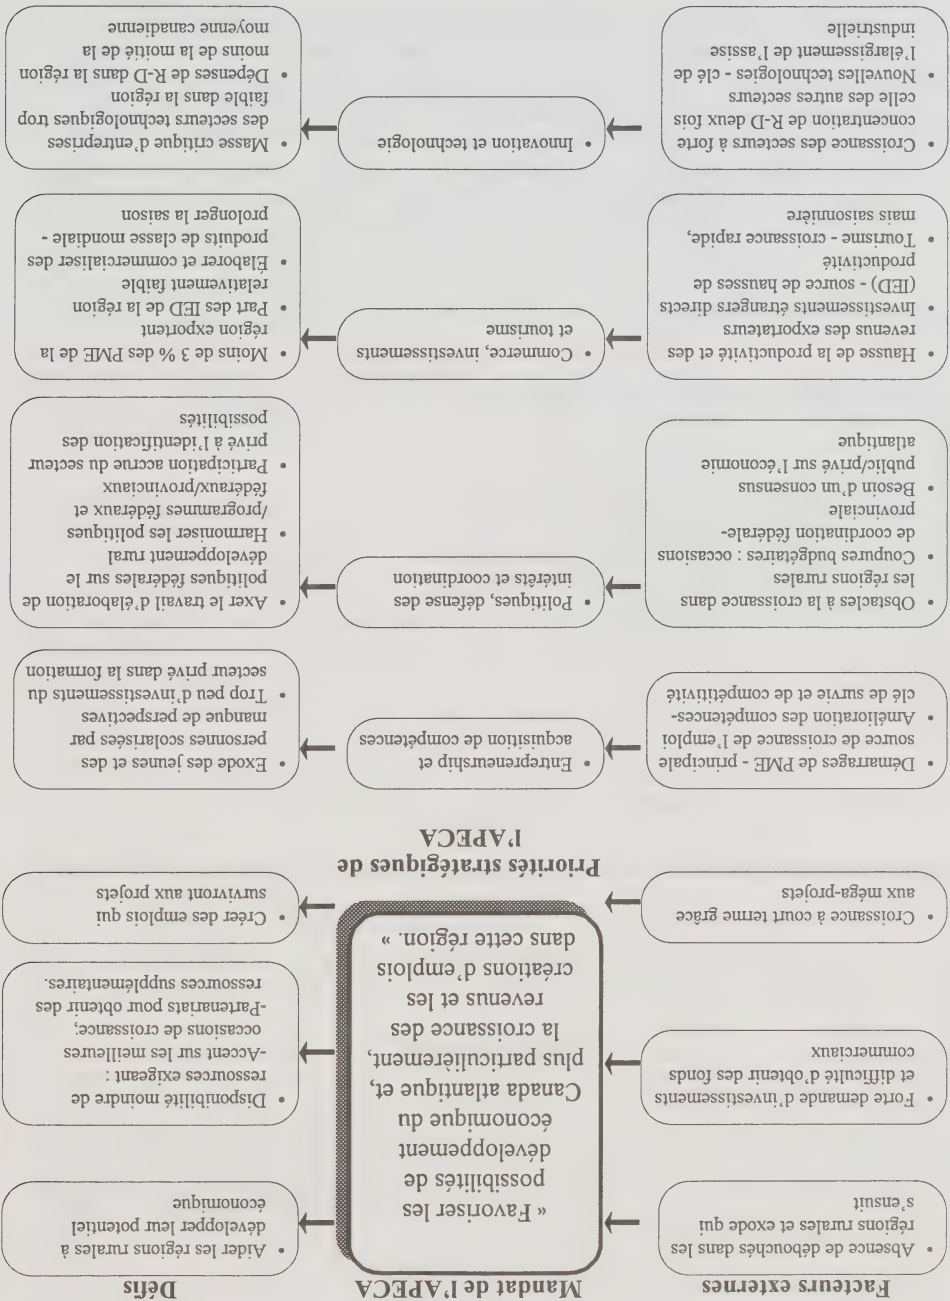 Facteurs externes
Mandat de l'APECA
Défis
• Absence de débouchés dans les
régions rurales et exode qui
s'ensuit
• Forte demande d'investissements
et difficulté d'obtenir des fonds
commerciaux
• Croissance à court terme grâce
aux méga-projets
« Favoriser les
possibilités de
développement
économique du
Canada atlantique et,
plus particulièrement,
la croissance des
revenus et les
créations d'emplois
dans cette région. »
• Aider les régions rurales à
développer leur potentiel
économique
• Disponibilité moindre de
ressources exigeant :
-Accent sur les meilleures
occasions de croissance;
-Partenariats pour obtenir des
ressources supplémentaires.
• Créer des emplois qui
survivront aux projets
Priorités stratégiques de
l'APECA
• Démarrages de PME - principale
source de croissance de l'emploi
• Amélioration des compétences-
clé de survie et de compétitivité
• Entrepreneurship et
acquisition de compétences
• Exode des jeunes et des
personnes scolarisées par
manque de perspectives
• Trop peu d'investissements du
secteur privé dans la formation
• Obstacles à la croissance dans
les régions rurales
• Coupures budgétaires : occasions
de coordination fédérale-
provinciale
• Besoin d'un consensus
public/privé sur l'économie
atlantique
• Politiques, défense des
intérêts et coordination
• Axer le travail d'élaboration de
politiques fédérales sur le
développement rural
• Harmoniser les politiques
/programmes fédéraux et
fédéraux/provinciaux
• Participation accrue du secteur
privé à l'identification des
possibilités
• Hausse de la productivité et des
revenus des exportateurs
• Investissements étrangers directs
(IED) - source de hausses de
productivité
• Tourisme - croissance rapide,
mais saisonnière
• Commerce, investissements
et tourisme
• Moins de 3 % des PME de la
région exportent
• Part des IED de la région
relativement faible
• Élaborer et commercialiser des
produits de classe mondiale -
prolonger la saison
• Croissance des secteurs à forte
concentration de R-D deux fois
celle des autres secteurs
• Nouvelles technologies - clé de
l'élargissement de l'assise
industrielle
• Innovation et technologie
• Masse critique d'entreprises
des secteurs technologiques trop
faible dans la région
• Dépenses de R-D dans la région
moins de la moitié de la
moyenne canadienne